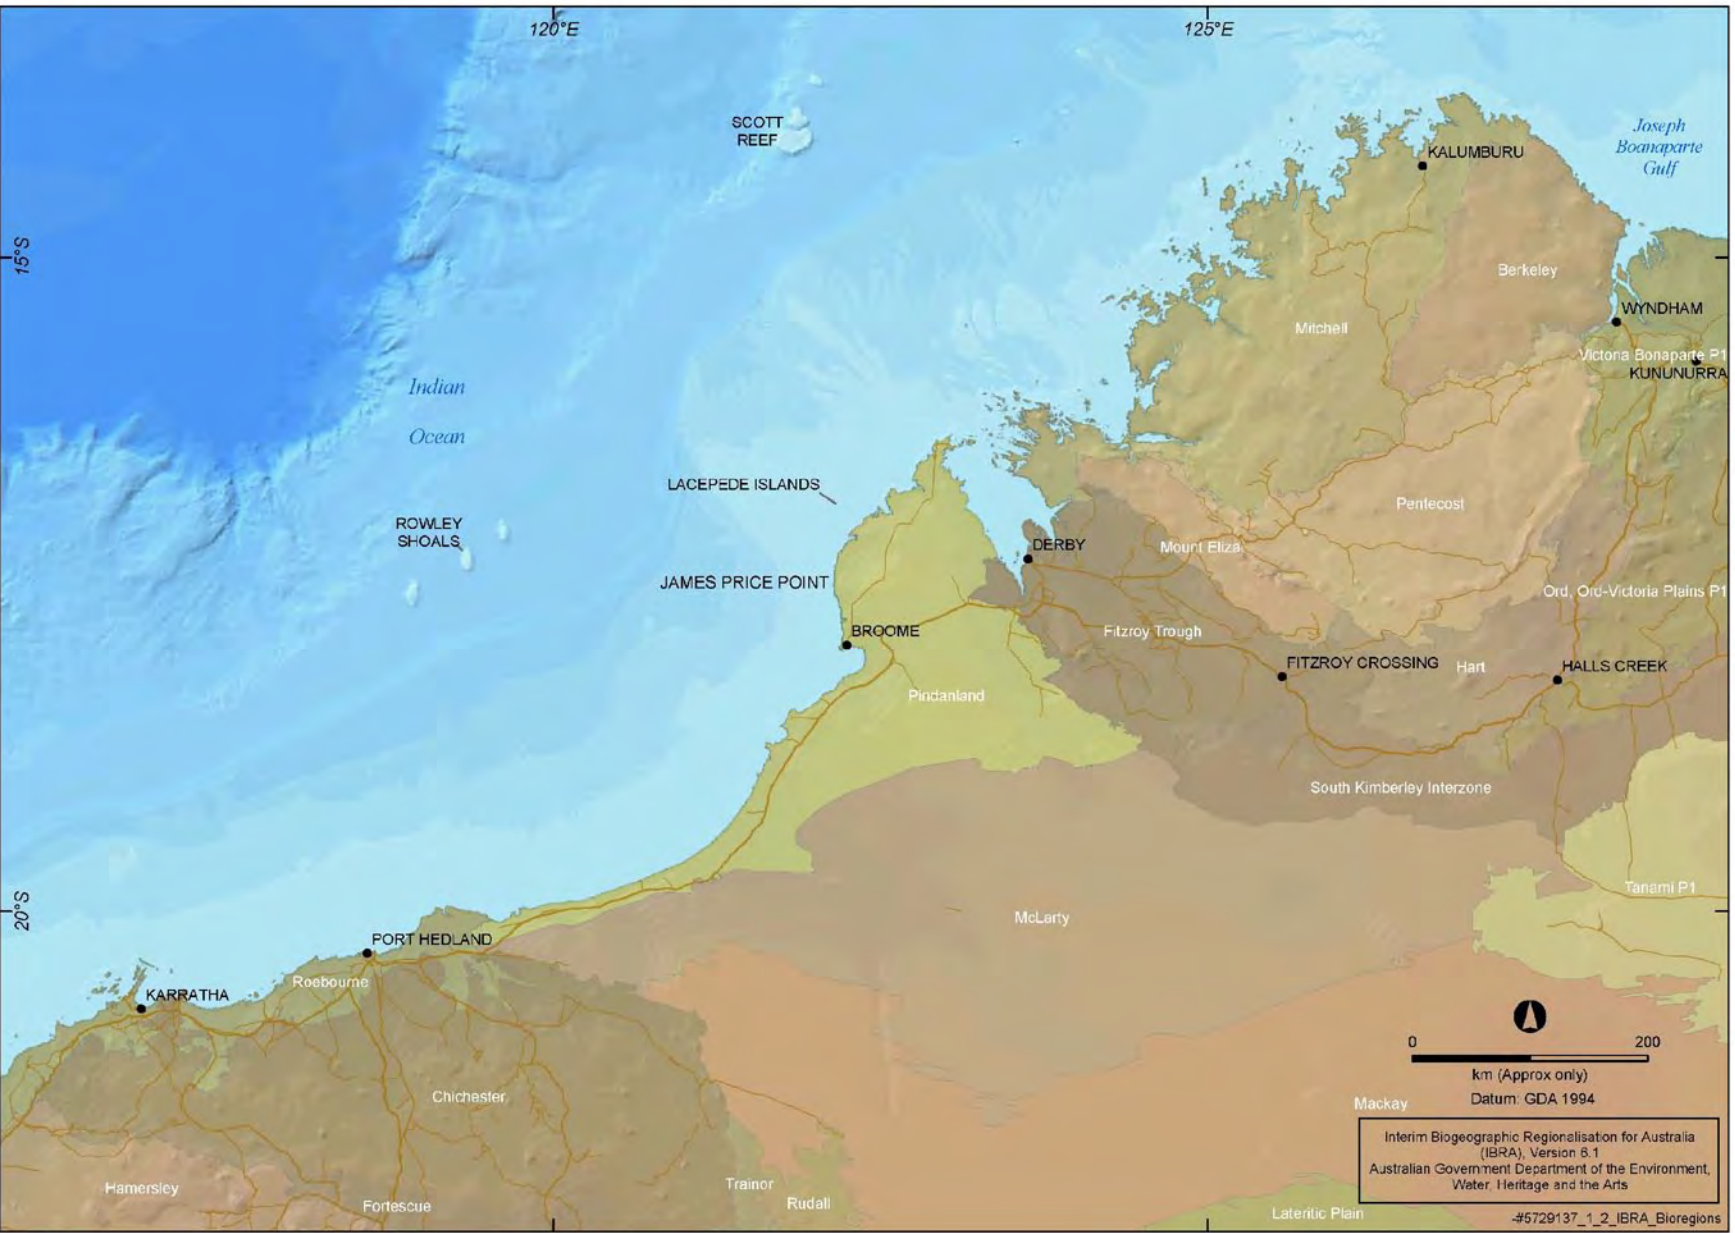 120°E
125°E
SCOTT
REEF
Joseph
Boanaparte
Gulf
KALUMBURU
15°S
Berkeley
WYNDHAM
Mitchell
Victoria Bonaparte P1
KUNUNURRA
Indian
Ocean
LACEPEDE ISLANDS
Pentecost
ROWLEY
SHOALS
DERBY
Mount Eliza
JAMES PRICE POINT
Ord, Ord-Victoria Plains P1
BROOME
Fitzroy Trough
FITZROY CROSSING
Hart
HALLS CREEK
Pindanland
South Kimberley Interzone
Tanami P1
20°S
McLarty
PORT HEDLAND
Roebourne
KARRATHA
0 200
km (Approx only)
Datum: GDA 1994
Chichester
Mackay
Interim Biogeographic Regionalisation for Australia
(IBRA), Version 6.1
Australian Government Department of the Environment,
Water, Heritage and the Arts
Hamersley
Trainor
Rudall
Fortescue
Lateritic Plain
-#5729137_1_2_IBRA_Bioregions